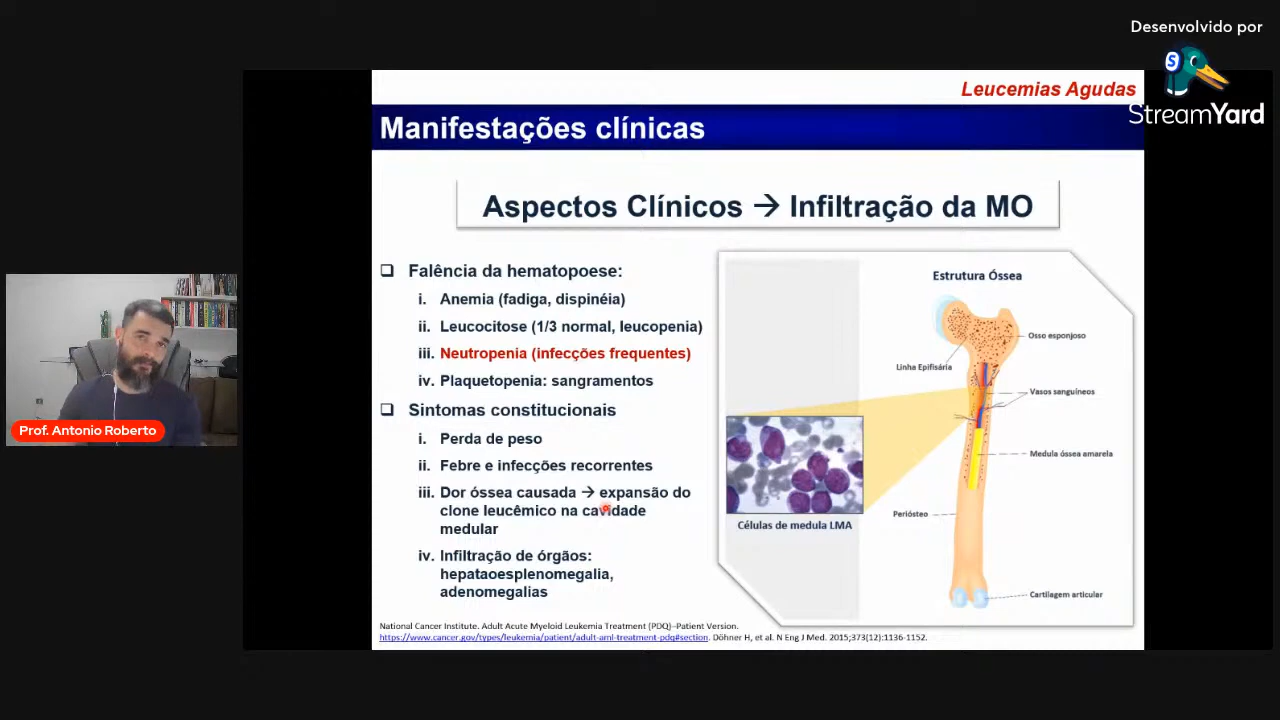 Desenvolvido por
StreamYard
Leucemias Agudas
Manifestações clínicas
Aspectos Clínicos → Infiltração da MO
❑ Falência da hematopoese:
i. Anemia (fadiga, dispinéia)
ii. Leucocitose (1/3 normal, leucopenia)
iii. Neutropenia (infecções frequentes)
iv. Plaquetopenia: sangramentos
❑ Sintomas constitucionais
i. Perda de peso
ii. Febre e infecções recorrentes
iii. Dor óssea causada → expansão do
clone leucêmico na cavidade
medular
iv. Infiltração de órgãos:
hepataoesplenomegalia,
adenomegalias
Estrutura Óssea
Osso esponjoso
Linha Epifisária
Vasos sanguíneos
Medula óssea amarela
Periósteo
Cartilagem articular
Células de medula LMA
National Cancer Institute. Adult Acute Myeloid Leukemia Treatment (PDQ)–Patient Version.
https://www.cancer.gov/types/leukemia/patient/adult-aml-treatment-pdq#section. Döhner H, et al. N Eng J Med. 2015;373(12):1136-1152.
Prof. Antonio Roberto